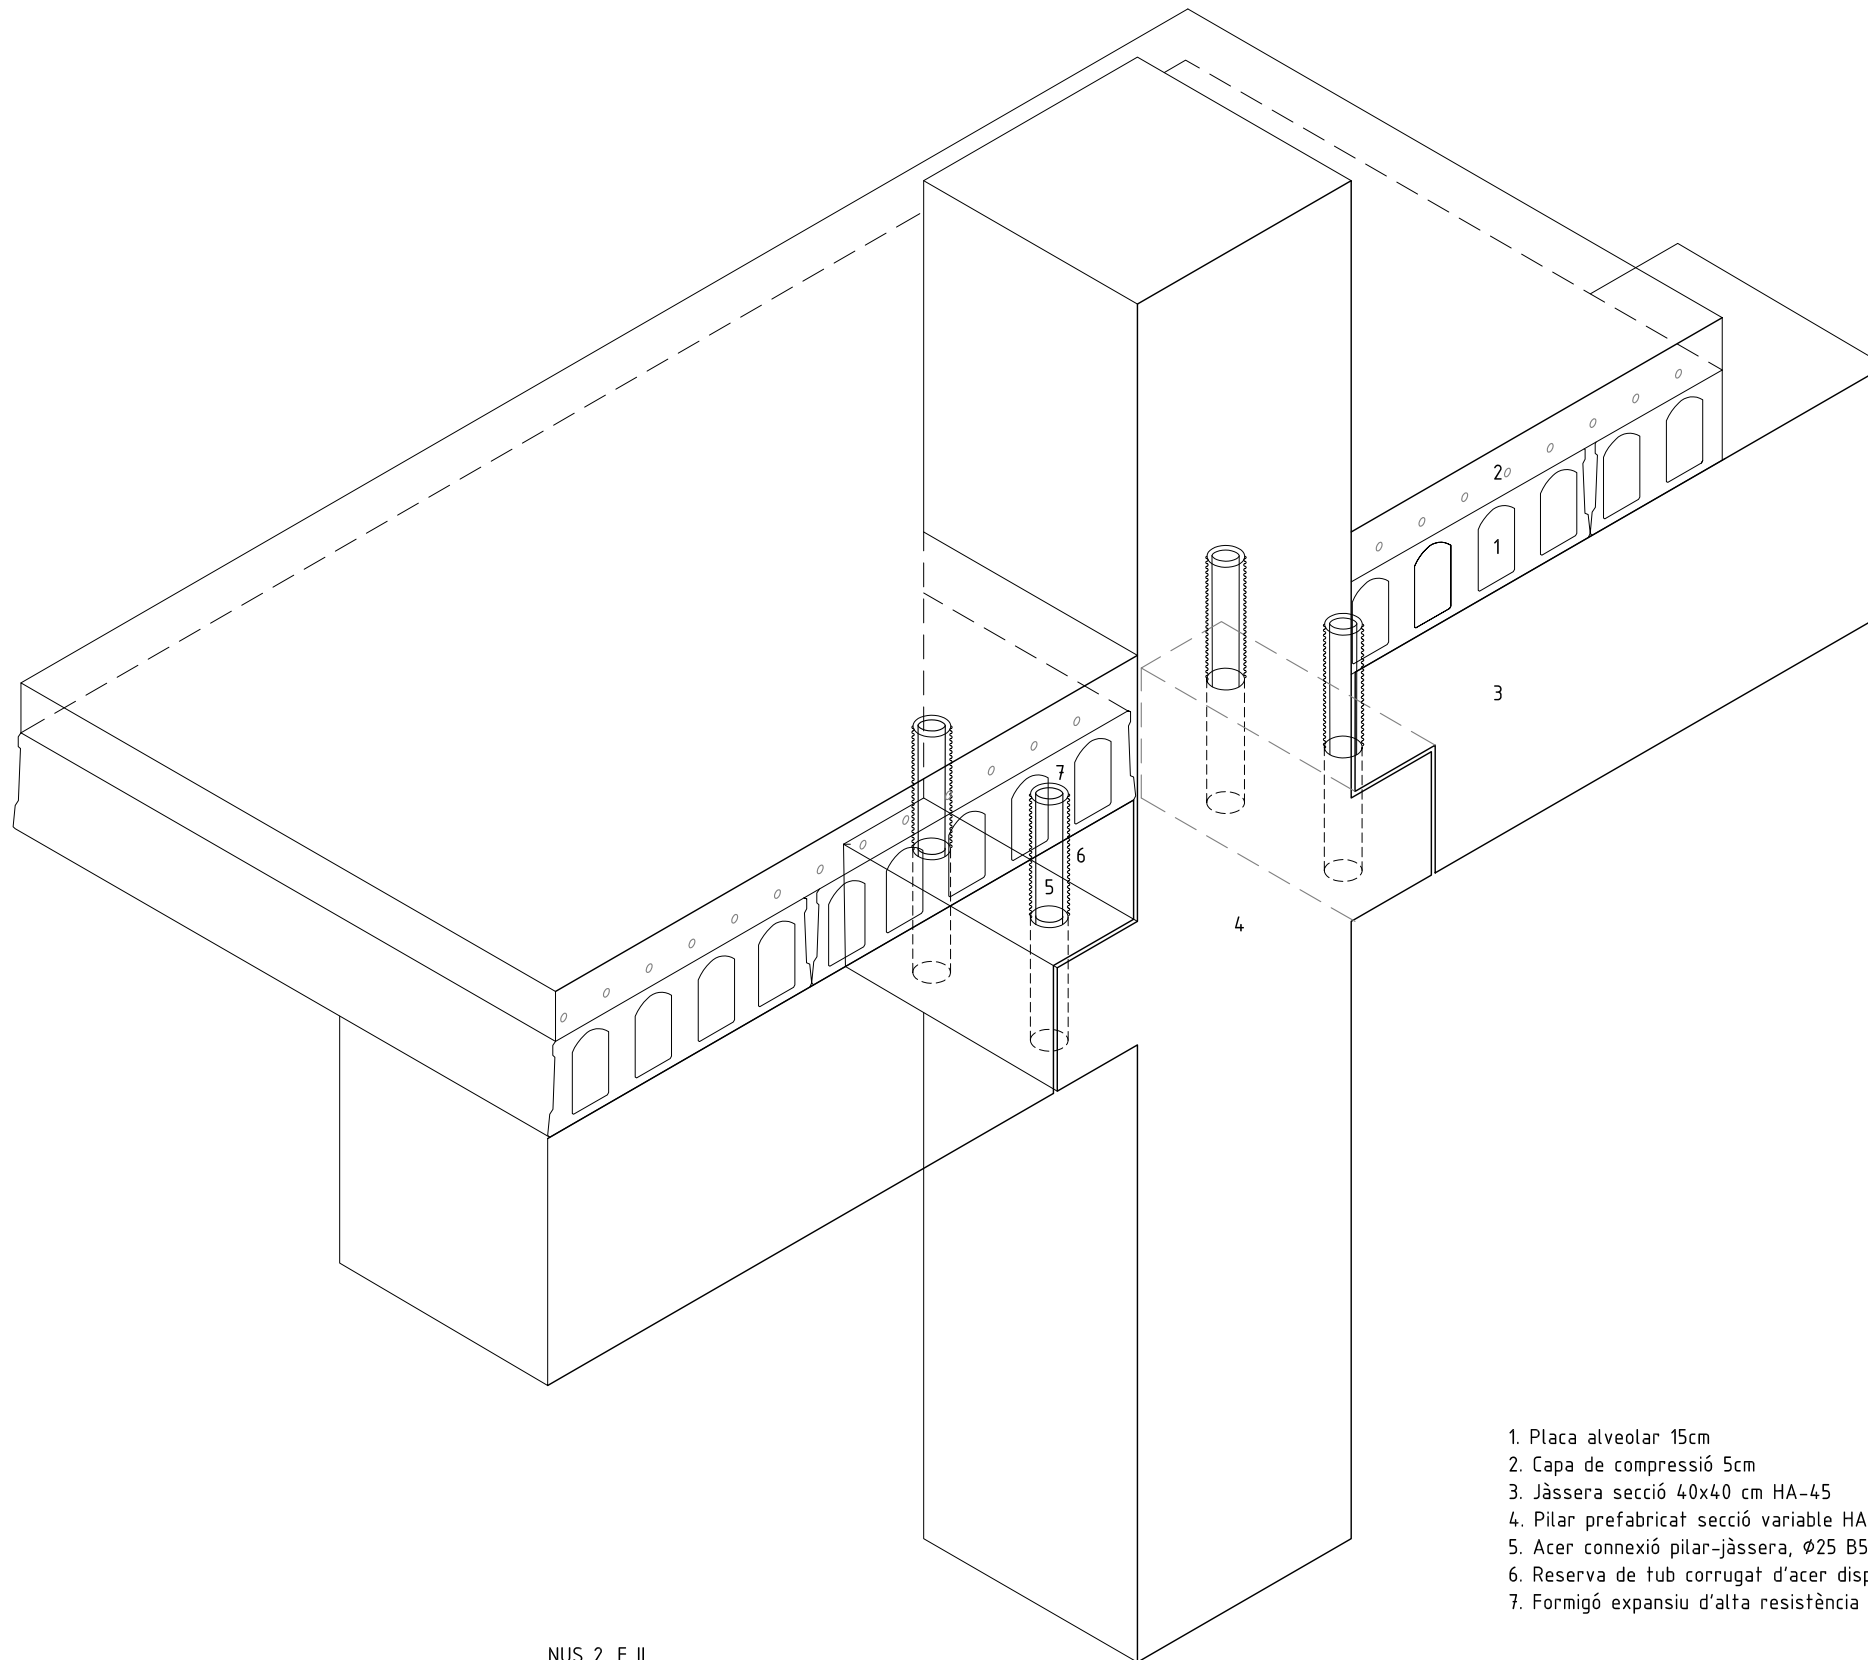 2
1
3
7
6
5
4
1. Placa alveolar 15cm
2. Capa de compressió 5cm
3. Jàssera secció 40x40 cm HA-45
4. Pilar prefabricat secció variable HA
5. Acer connexió pilar-jàssera, Ø25 B5
6. Reserva de tub corrugat d'acer disp
7. Formigó expansiu d'alta resistència
NUS 2